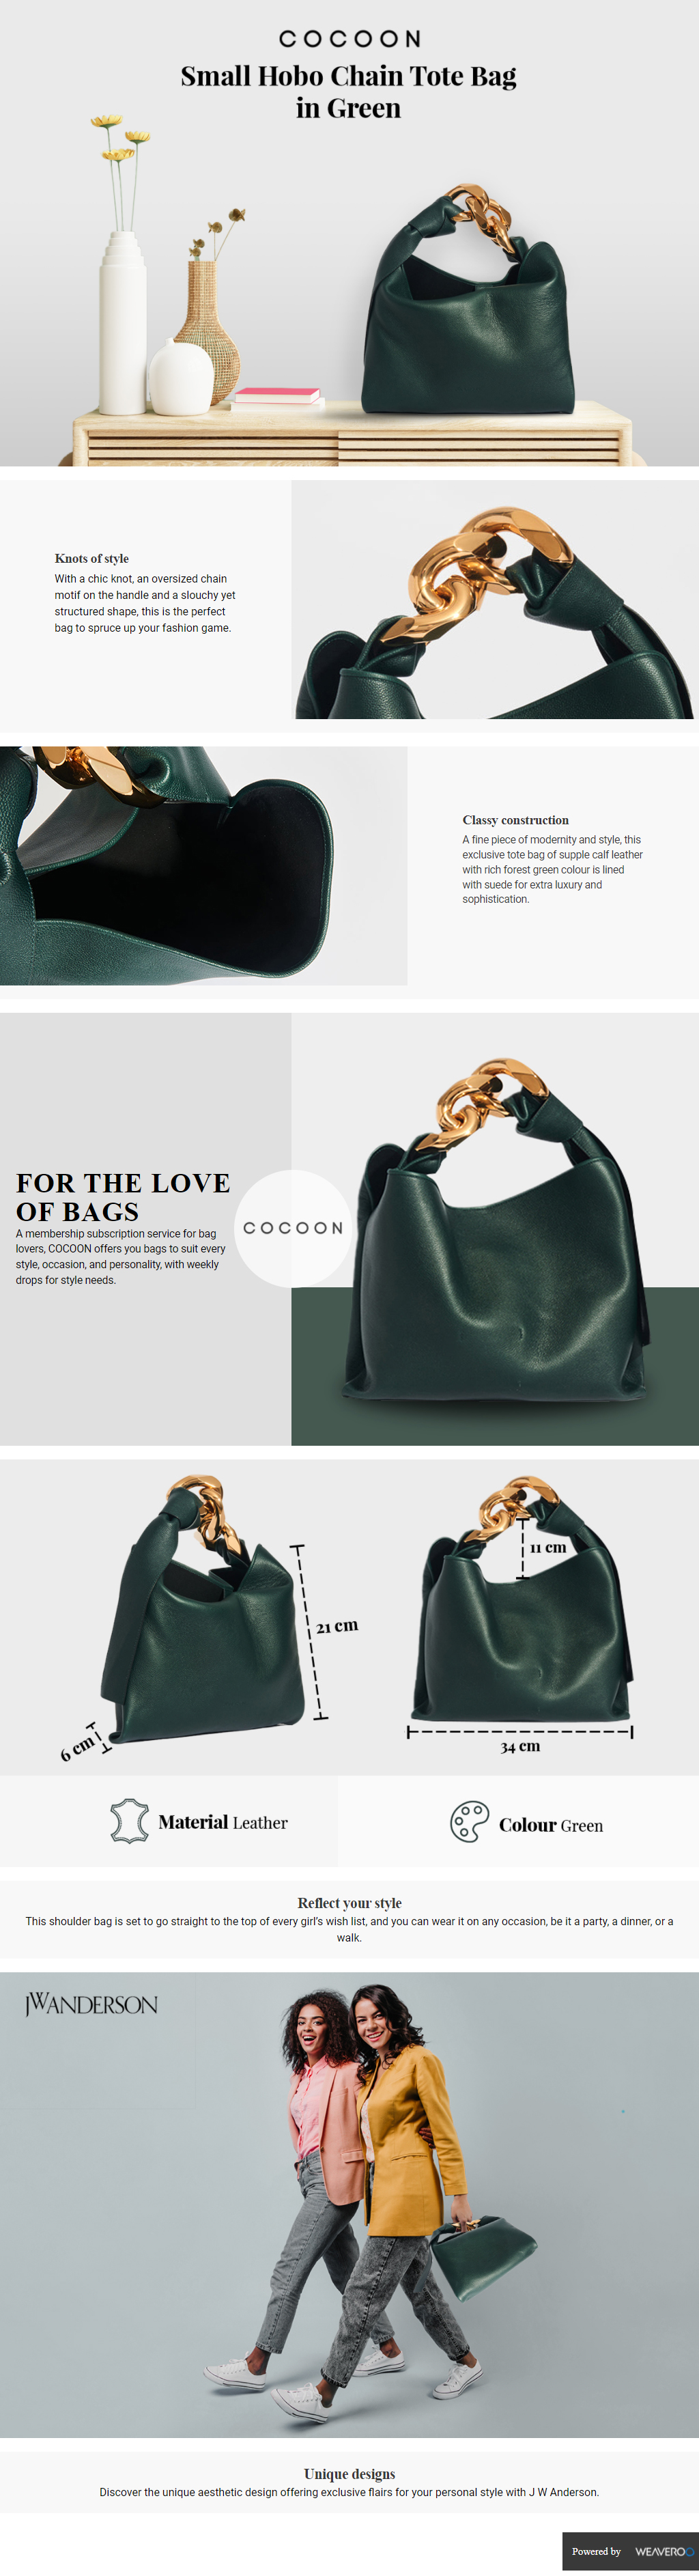 COCOON
Small Hobo Chain Tote Bag
in Green
Knots of style
With a chic knot, an oversized chain
motif on the handle and a slouchy yet
structured shape, this is the perfect
bag to spruce up your fashion game.
Classy construction
A fine piece of modernity and style, this
exclusive tote bag of supple calf leather
with rich forest green colour is lined
with suede for extra luxury and
sophistication.
FOR THE LOVE
OF BAGS
A membership subscription service for bag
lovers, COCOON offers you bags to suit every
style, occasion, and personality, with weekly
drops for style needs.
COCOON
11 cm
21 cm
6 cm
34 cm
Material Leather
Colour Green
Reflect your style
This shoulder bag is set to go straight to the top of every girl's wish list, and you can wear it on any occasion, be it a party, a dinner, or a
walk.
JWANDERSON
Unique designs
Discover the unique aesthetic design offering exclusive flairs for your personal style with J W Anderson.
Powered by WEAVEROO